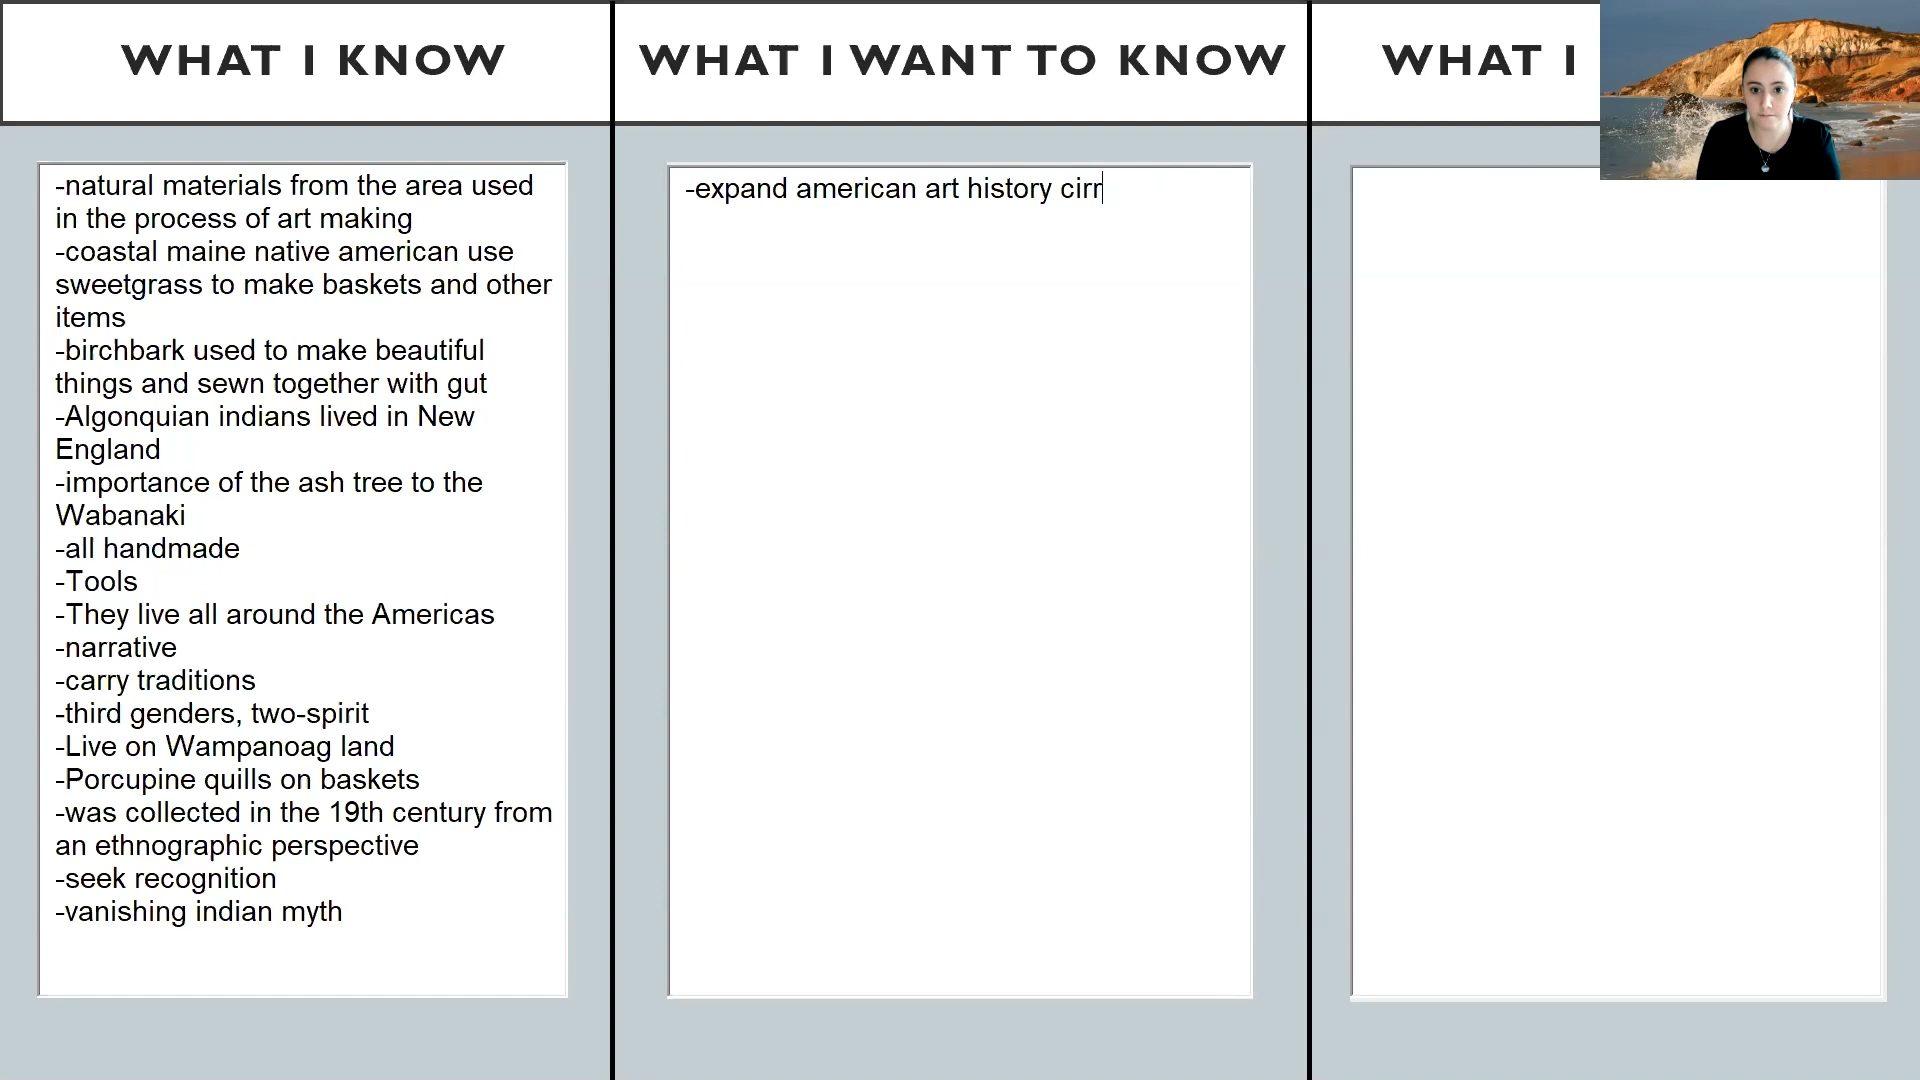 WHAT I KNOW
WHAT I WANT TO KNOW
WHAT I
-natural materials from the area used
in the process of art making
-coastal maine native american use
sweetgrass to make baskets and other
items
-birchbark used to make beautiful
things and sewn together with gut
-Algonquian indians lived in New
England
-importance of the ash tree to the
Wabanaki
-all handmade
-Tools
-They live all around the Americas
-narrative
-carry traditions
-third genders, two-spirit
-Live on Wampanoag land
-Porcupine quills on baskets
-was collected in the 19th century from
an ethnographic perspective
-seek recognition
-vanishing indian myth
-expand american art history cirr